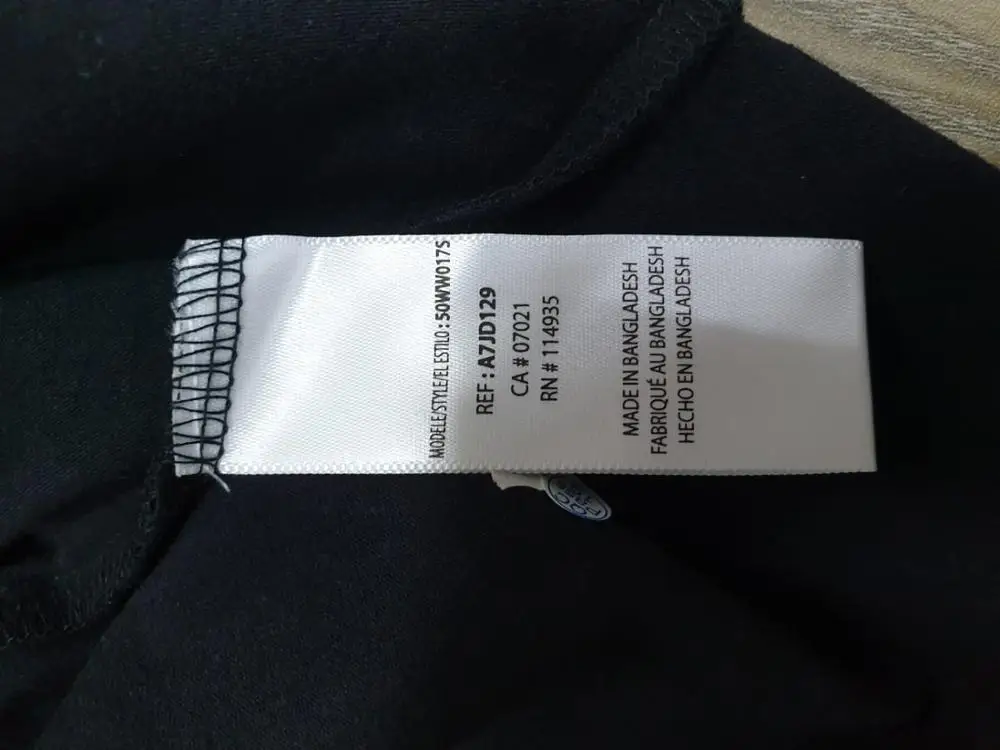 MODELE/STYLE/EL ESTILO : 50WW017S
REF : A7JD129
CA # 07021
RN # 114935
MADE IN BANGLADESH
FABRIQUÉ AU BANGLADESH
HECHO EN BANGLADESH